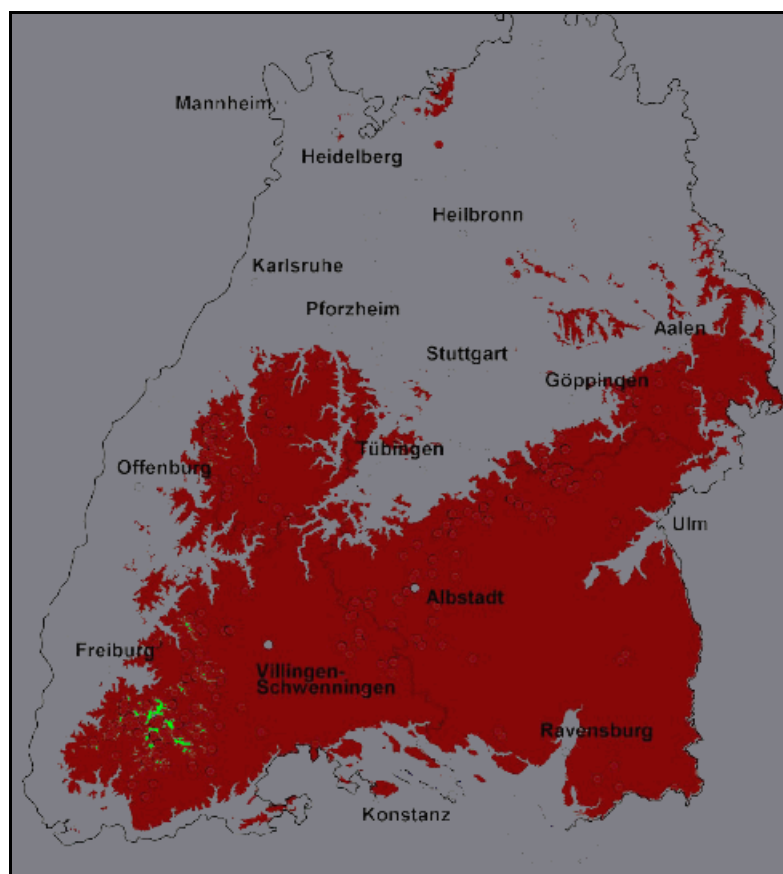 Mannheim
Heidelberg
Heilbronn
Karlsruhe
Pforzheim
Stuttgart
Aalen
Göppingen
Tübingen
Offenburg
Ulm
Albstadt
Freiburg
Villingen-
Schwenningen
Ravensburg
Konstanz